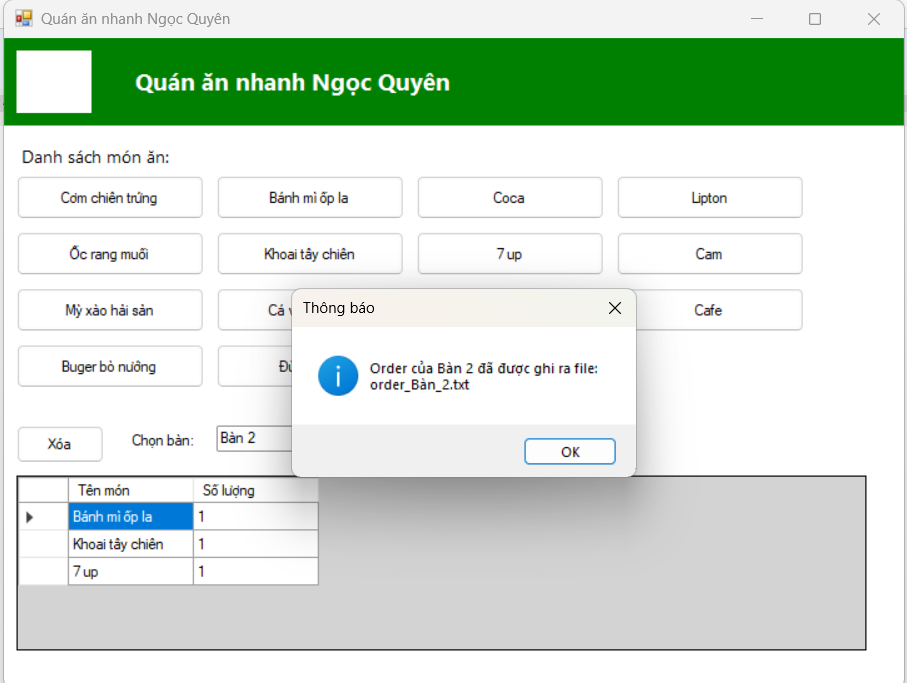 Quán ăn nhanh Ngọc Quyên
Quán ăn nhanh Ngọc Quyên
Danh sách món ăn:
Cơm chiên trứng
Bánh mì ốp la
Coca
Lipton
Ốc rang muối
Khoai tây chiên
7 up
Cam
Mỳ xào hải sản
Cá
Cafe
Buger bò nướng
Thông báo
Order của Bàn 2 đã được ghi ra file:
order_Bàn_2.txt
OK
Xóa
Chọn bàn:
Bàn 2
Tên món
Số lượng
Bánh mì ốp la
1
Khoai tây chiên
1
7 up
1